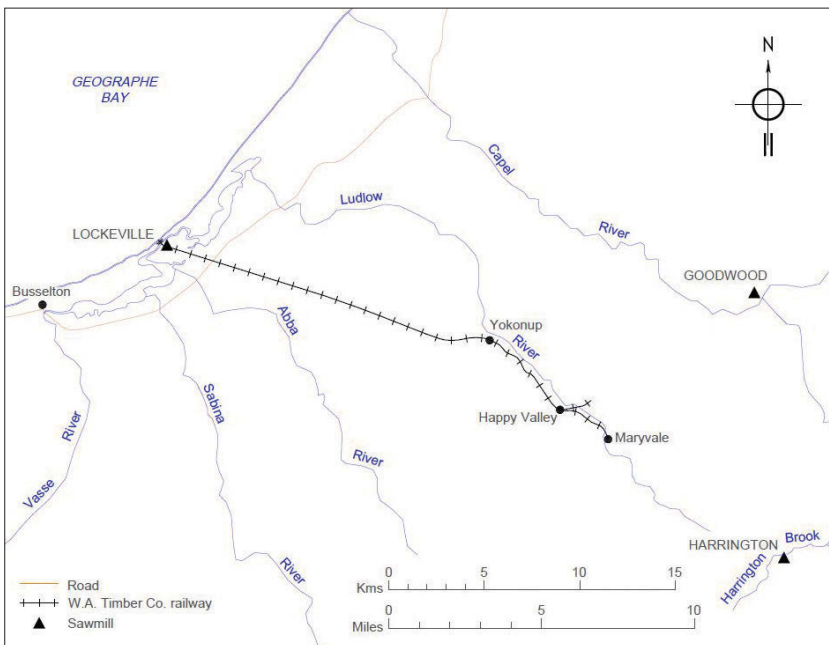 GEOGRAPHE
BAY
N
Capel
River
Ludlow
River
LOCKEVILLE
GOODWOOD
Busselton
Abba
River
Yokonup
Sabina
River
Happy Valley
Maryvale
Vasse
River
HARRINGTON
Harrington
Brook
Road
W.A. Timber Co. railway
Sawmill
0 5 10 15
Kms
0 5 10
Miles